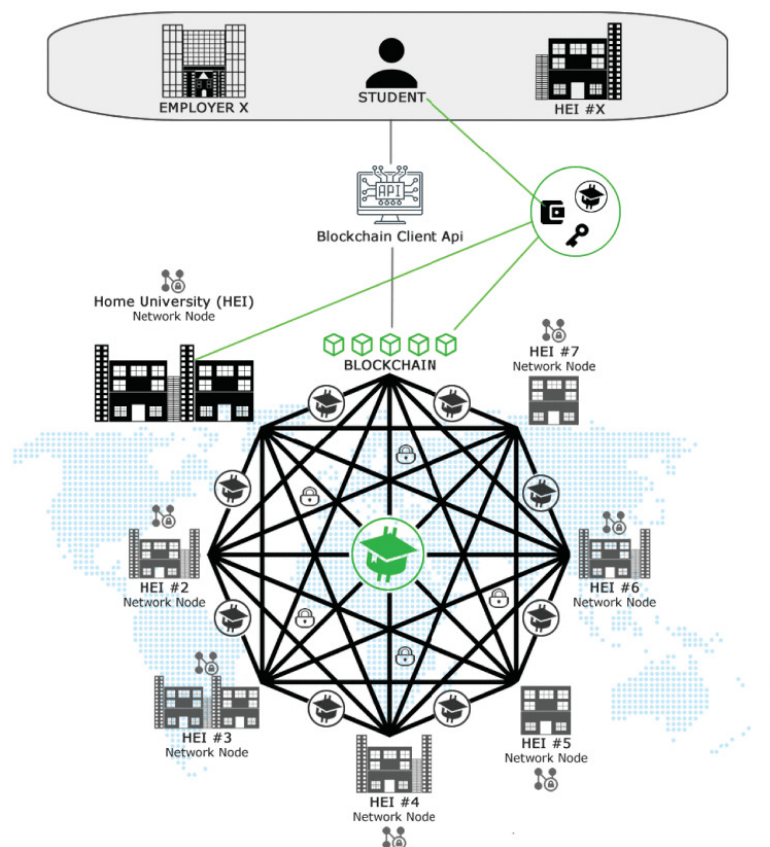 EMPLOYER X
STUDENT
HEI #X
API
Blockchain Client Api
Home University (HEI)
Network Node
BLOCKCHAIN
HEI #7
Network Node
HEI #2
Network Node
HEI #6
Network Node
HEI #3
Network Node
HEI #5
Network Node
HEI #4
Network Node